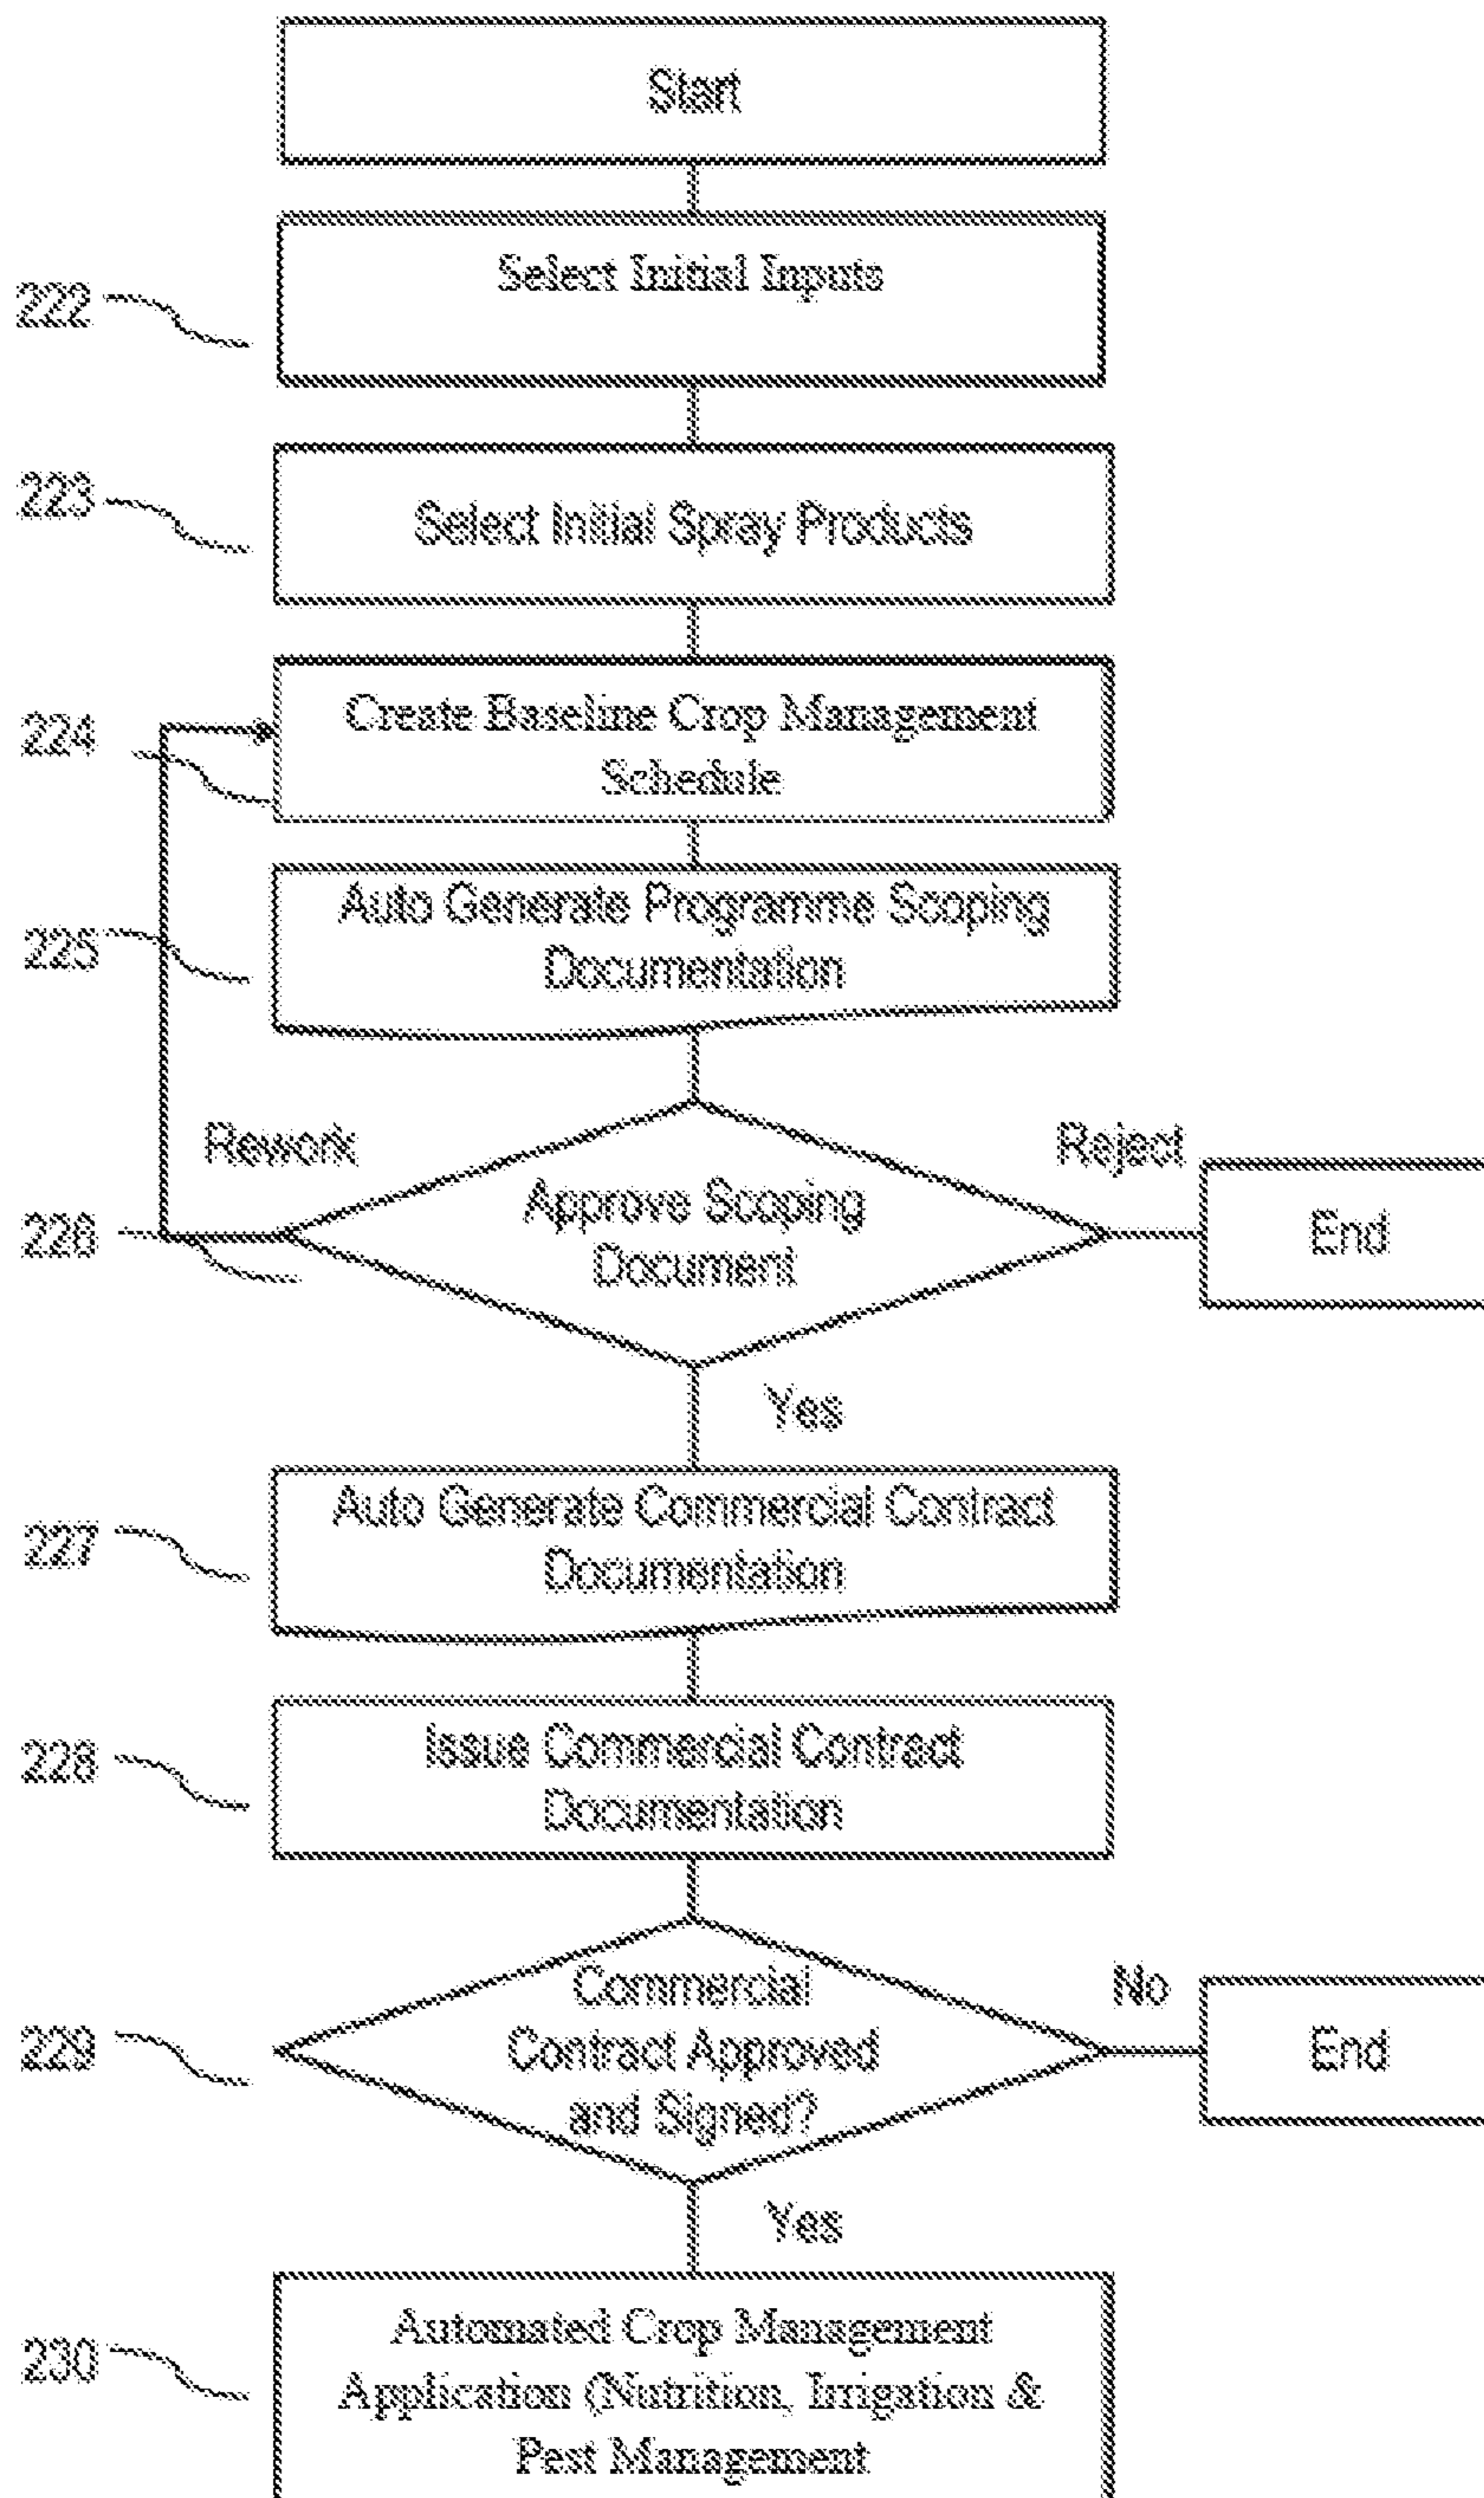 Start
Select Initial Inputs
222
223
Select Initial Spray Products
224
Create Baseline Crop Management
Schedule
225
Auto Generate Programme Scoping
Documentation
Rework
Reject
226
Approve Scoping
Document
End
Yes
227
Auto Generate Commercial Contract
Documentation
228
Issue Commercial Contract
Documentation
229
Commercial
Contract Approved
and Signed?
No
End
Yes
230
Automated Crop Management
Application (Nutrition, Irrigation &
Pest Management